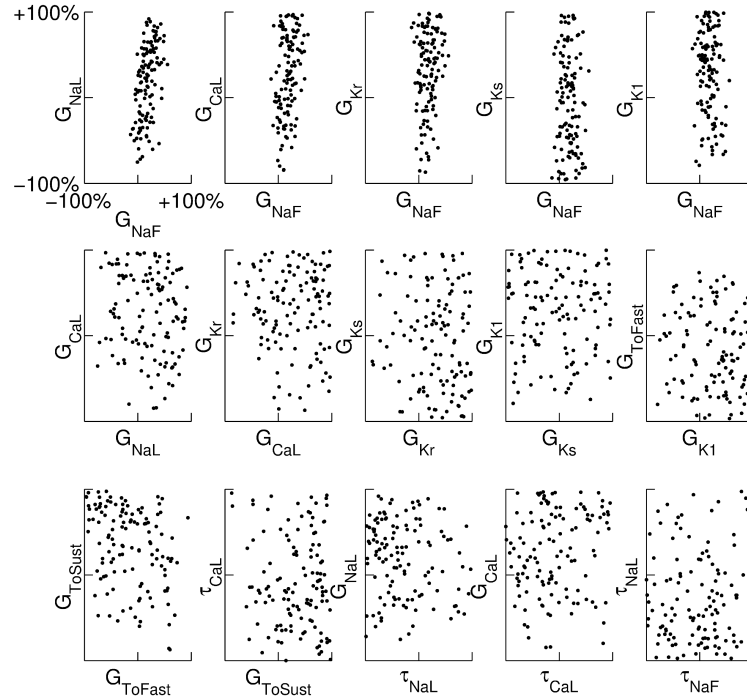 +100%
G_NaL
-100%
-100% +100%
G_NaF
G_CaL
G_NaF
G_Kr
G_NaF
G_Ks
G_NaF
G_K1
G_NaF
G_CaL
G_NaL
G_Kr
G_CaL
G_Ks
G_Kr
G_K1
G_Ks
G_ToFast
G_K1
G_ToSust
G_ToFast
τ_CaL
G_ToSust
G_NaL
τ_NaL
G_CaL
τ_CaL
τ_NaL
τ_NaF